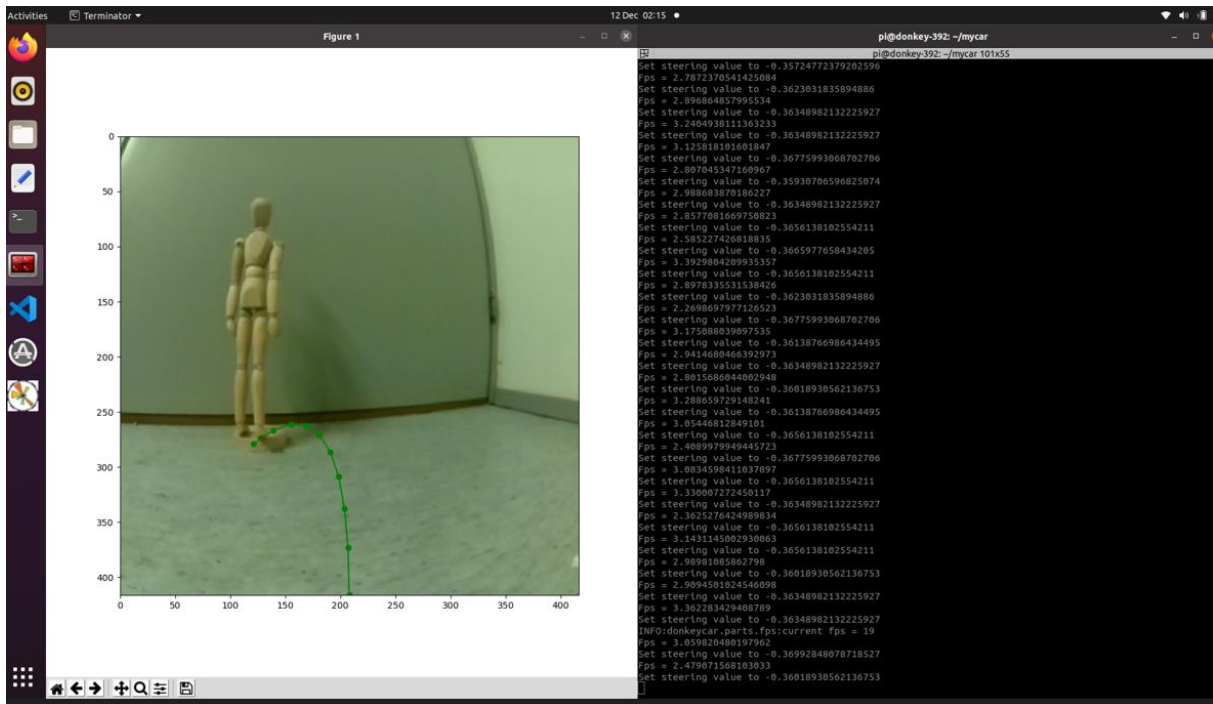 Activities
Terminator
12 Dec 02:15
Figure 1
0
50
100
150
200
250
300
350
400
0 50 100 150 200 250 300 350 400
pi@donkey-392: ~/mycar
pi@donkey-392: ~/mycar 101x55
Set steering value to -0.35724772379202596
Fps = 2.7872370541425084
Set steering value to -0.3623031835894886
Fps = 2.896864857995534
Set steering value to -0.36348982132225927
Fps = 3.2404938111363233
Set steering value to -0.36348982132225927
Fps = 3.125818101601847
Set steering value to -0.36775993068702706
Fps = 2.807045347160967
Set steering value to -0.35930706596825074
Fps = 2.988683870186227
Set steering value to -0.36348982132225927
Fps = 2.8577081669750823
Set steering value to -0.3656138102554211
Fps = 2.585227426818835
Set steering value to -0.3665977658434205
Fps = 3.3929804209935357
Set steering value to -0.3656138102554211
Fps = 2.8978335531538426
Set steering value to -0.3623031835894886
Fps = 2.2698697977126523
Set steering value to -0.36775993068702706
Fps = 3.175088039097535
Set steering value to -0.36138766986434495
Fps = 2.9414680466392973
Set steering value to -0.36348982132225927
Fps = 2.8015686044002948
Set steering value to -0.36018930562136753
Fps = 3.288659729148241
Set steering value to -0.36138766986434495
Fps = 3.05446812849101
Set steering value to -0.3656138102554211
Fps = 2.4089979949445723
Set steering value to -0.36775993068702706
Fps = 3.0834598411037897
Set steering value to -0.3656138102554211
Fps = 3.330007272450117
Set steering value to -0.36348982132225927
Fps = 2.3625276424989834
Set steering value to -0.3656138102554211
Fps = 3.1431145002930063
Set steering value to -0.3656138102554211
Fps = 2.98981085862798
Set steering value to -0.36018930562136753
Fps = 2.9094501024546098
Set steering value to -0.36348982132225927
Fps = 3.362283429408789
Set steering value to -0.36348982132225927
INFO:donkeycar.parts.fps:current fps = 19
Fps = 3.059820480197962
Set steering value to -0.36992848078718527
Fps = 2.479071568103033
Set steering value to -0.36018930562136753